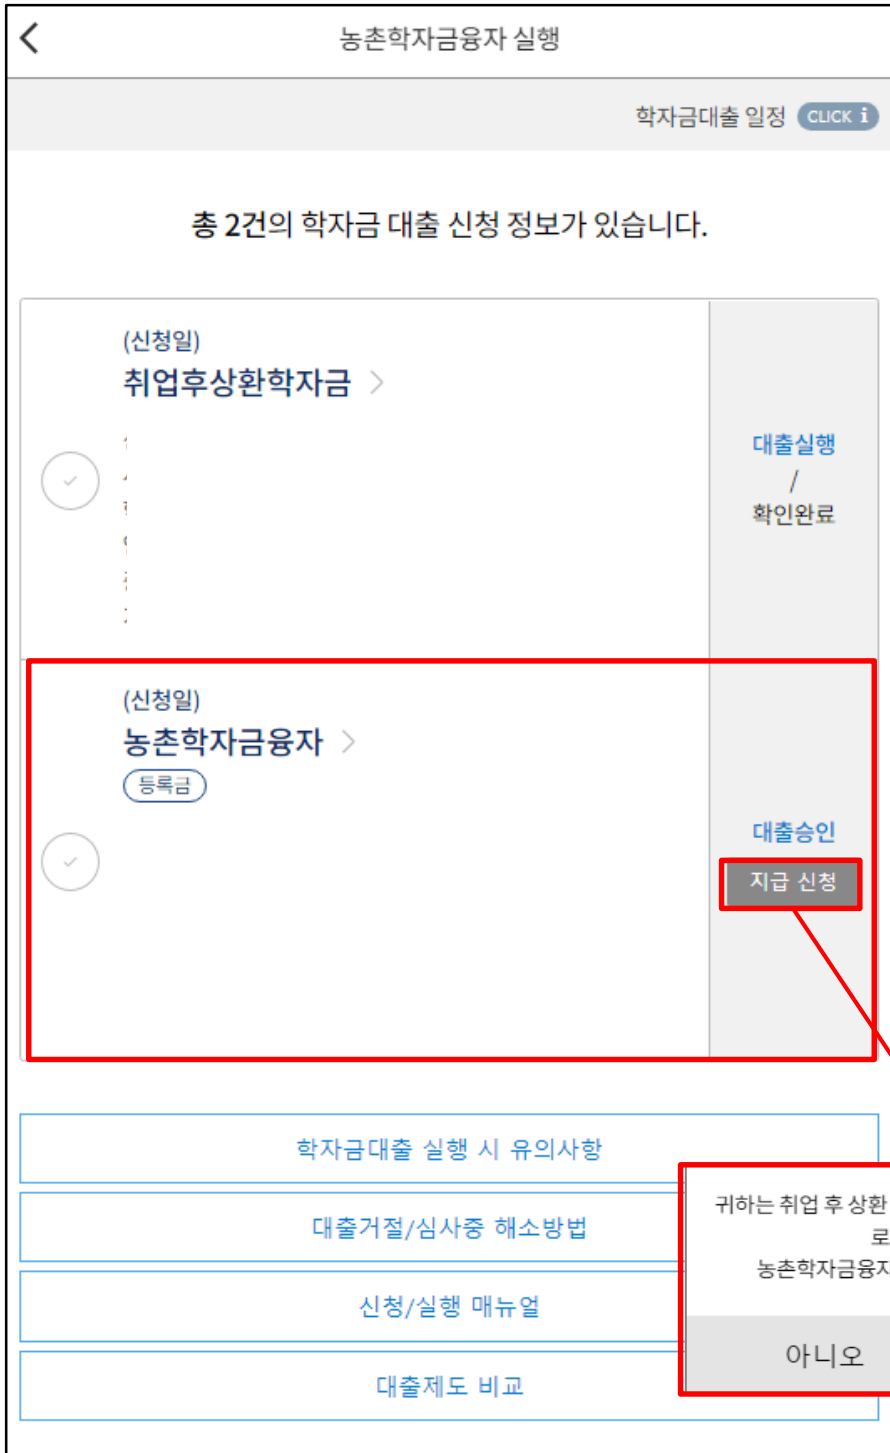 농촌학자금융자 실행
학자금대출 일정 CLICK i
총 2건의 학자금 대출 신청 정보가 있습니다.
(신청일)
취업후상환학자금 >
대출실행
/
확인완료
(신청일)
농촌학자금융자 >
등록금
대출승인
지급 신청
학자금대출 실행 시 유의사항
대출거절/심사중 해소방법
신청/실행 매뉴얼
대출제도 비교
귀하는 취업 후 상환
로
농촌학자금융자
아니오